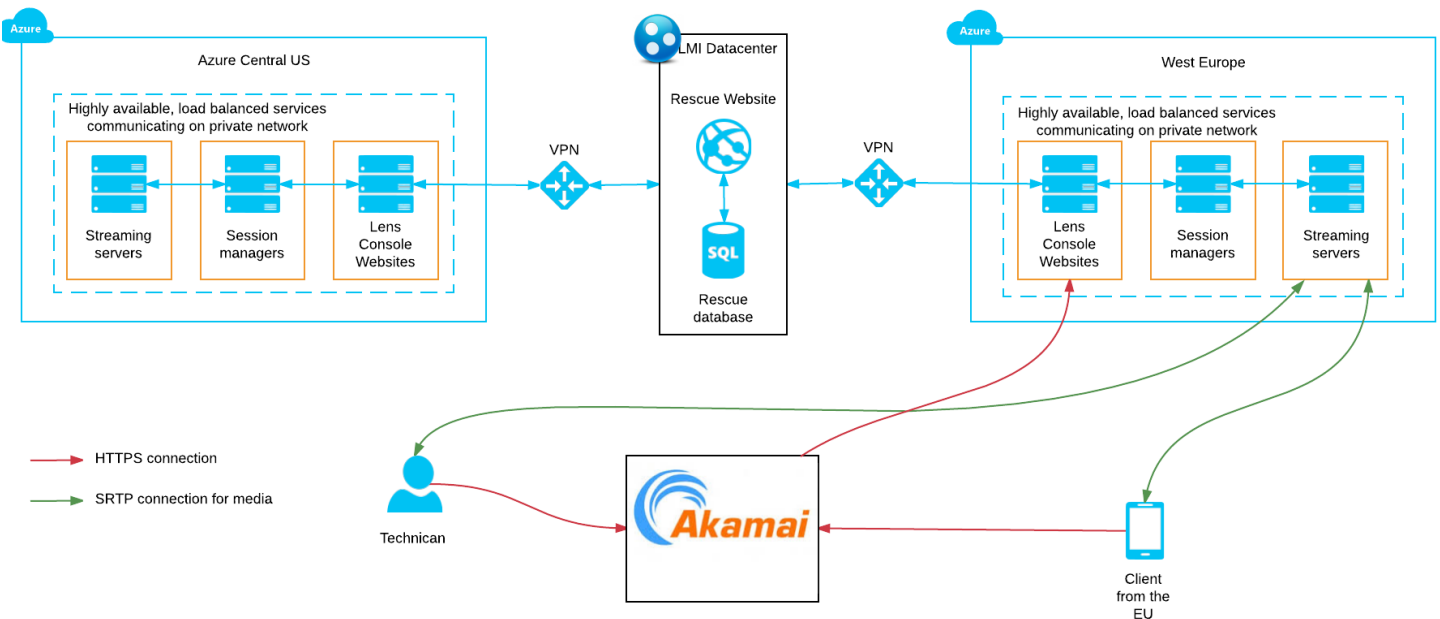 Azure
Azure Central US
Highly available, load balanced services
communicating on private network
Streaming
servers
Session
managers
Lens
Console
Websites
VPN
LMI Datacenter
Rescue Website
SQL
Rescue
database
VPN
Azure
West Europe
Highly available, load balanced services
communicating on private network
Lens
Console
Websites
Session
managers
Streaming
servers
HTTPS connection
SRTP connection for media
Technican
Akamai
Client
from the
EU